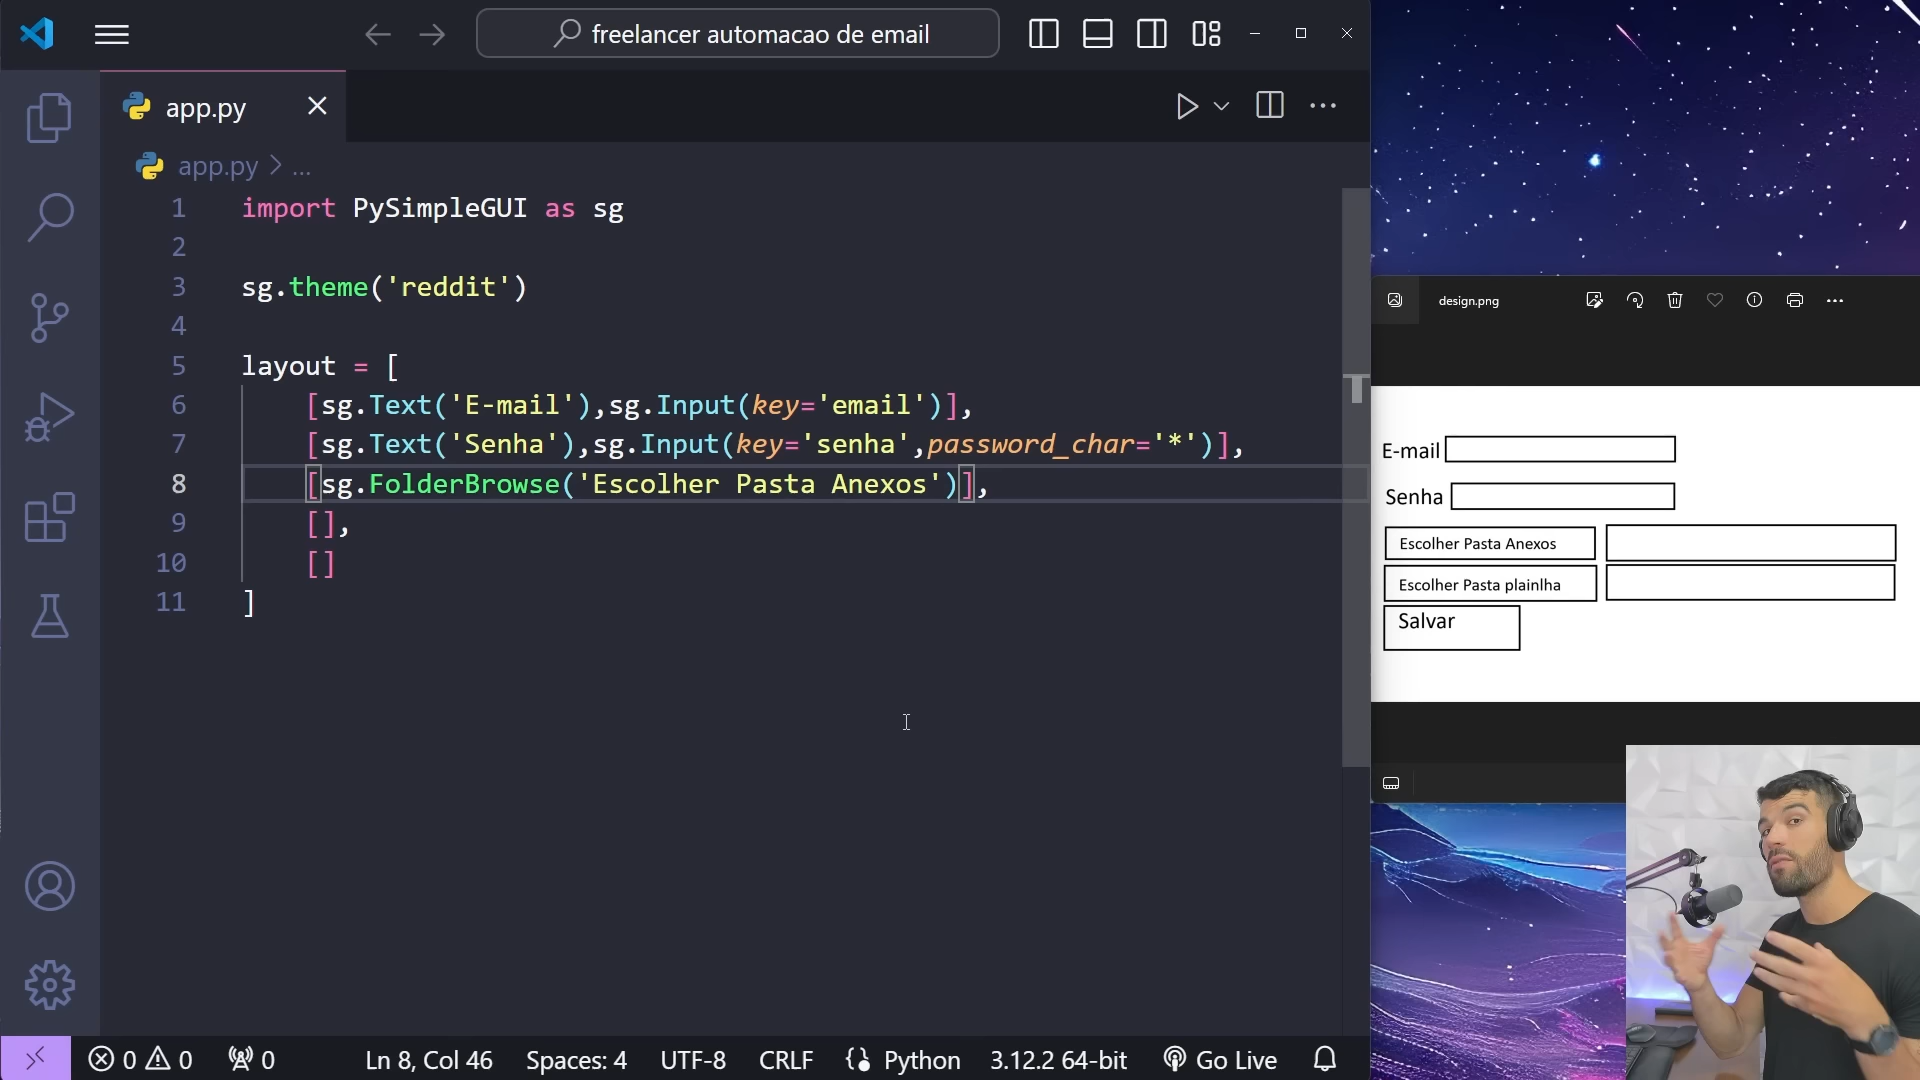 freelancer automacao de email
app.py
app.py > ...
1 import PySimpleGUI as sg
2
3 sg.theme('reddit')
4
5 layout = [
6 [sg.Text('E-mail'),sg.Input(key='email')],
7 [sg.Text('Senha'),sg.Input(key='senha',password_char='*')],
8 [sg.FolderBrowse('Escolher Pasta Anexos')],
9 [],
10 []
11 ]
design.png
E-mail
Senha
Escolher Pasta Anexos
Escolher Pasta plainlha
Salvar
0 0 0 Ln 8, Col 46 Spaces: 4 UTF-8 CRLF Python 3.12.2 64-bit Go Live